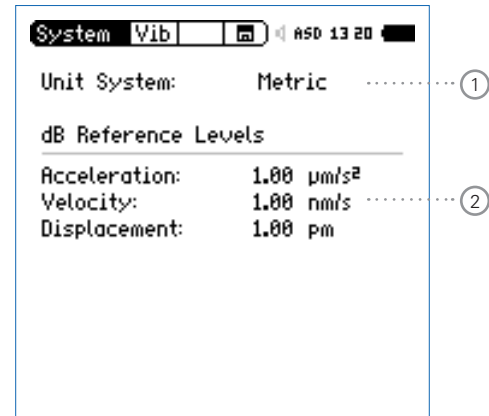 System Vib ASD 13 20
Unit System: Metric 1
dB Reference Levels
Acceleration: 1.00 µm/s²
Velocity: 1.00 nm/s 2
Displacement: 1.00 pm